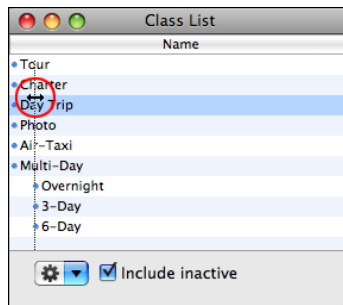 Class List
Name
Tour
Charter
Day Trip
Photo
Air-Taxi
Multi-Day
Overnight
3-Day
6-Day
Include inactive